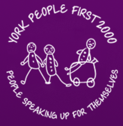 YORK PEOPLE FIRST 2000
PEOPLE SPEAKING UP FOR THEMSELVES